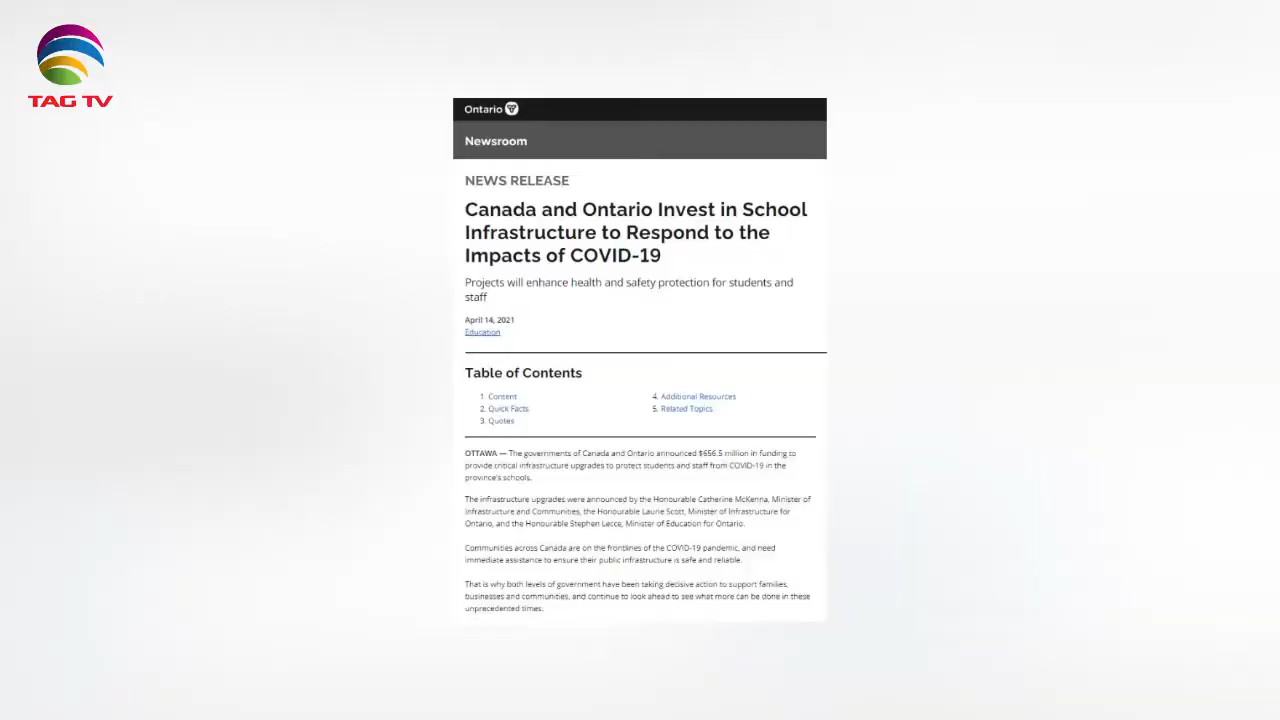 TAG TV
Ontario
Newsroom
NEWS RELEASE
Canada and Ontario Invest in School
Infrastructure to Respond to the
Impacts of COVID-19
Projects will enhance health and safety protection for students and
staff
April 14, 2021
Education
Table of Contents
1. Content
2. Quick Facts
3. Quotes
4. Additional Resources
5. Related Topics
OTTAWA — The governments of Canada and Ontario announced $656.5 million in funding to
provide critical infrastructure upgrades to protect students and staff from COVID-19 in the
province's schools.
The infrastructure upgrades were announced by the Honourable Catherine McKenna, Minister of
Infrastructure and Communities, the Honourable Laurie Scott, Minister of Infrastructure for
Ontario, and the Honourable Stephen Lecce, Minister of Education for Ontario.
Communities across Canada are on the frontlines of the COVID-19 pandemic, and need
immediate assistance to ensure their public infrastructure is safe and reliable.
That is why both levels of government have been taking decisive action to support families,
businesses and communities, and continue to look ahead to see what more can be done in these
unprecedented times.